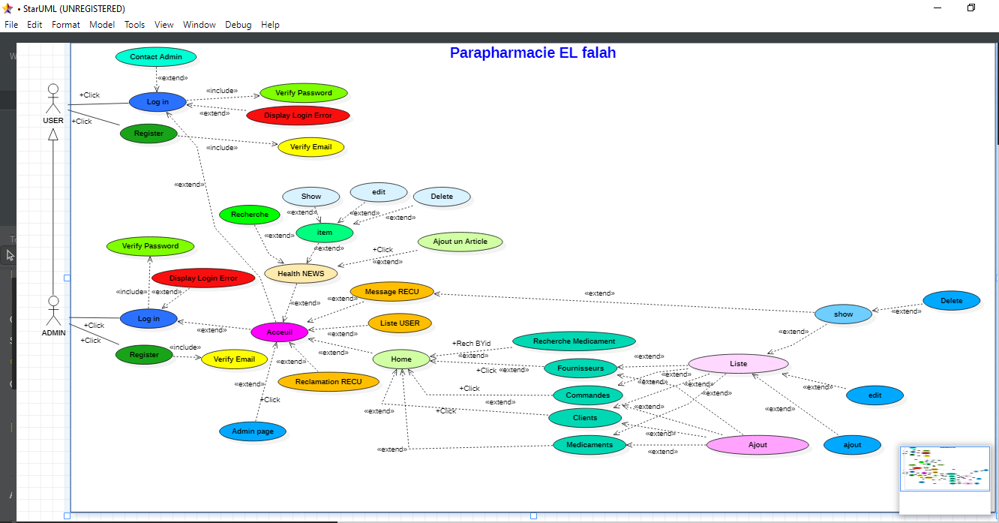 • StarUML (UNREGISTERED)
File Edit Format Model Tools View Window Debug Help
Parapharmacie EL falah
Contact Admin
«extend»
+Click
Log in
«include»
Verify Password
USER
+Click
«extend»
Display Login Error
Register
«include»
Verify Email
«extend»
Show
edit
Delete
«extend»
«extend»
«extend»
Recherche
item
«extend»
«extend»
Ajout un Article
+Click
«extend»
Verify Password
Health NEWS
Display Login Error
«include»
«extend»
«extend»
«extend»
Message RECU
«extend»
Delete
«extend»
show
ADMIN
+Click
+Click
Log in
«extend»
Acceuil
«extend»
Liste USER
«extend»
Register
«include»
Verify Email
«extend»
«extend»
Home
+Rech BYid
«extend»
Recherche Medicament
+Click
«extend»
Fournisseurs
«extend»
Liste
Reclamation RECU
«extend»
+Click
«extend»
«extend»
«extend»
«extend»
+Click
«extend»
Commandes
«extend»
edit
«extend»
+Click
Clients
«extend»
«extend»
Admin page
«extend»
«extend»
Medicaments
«extend»
Ajout
ajout